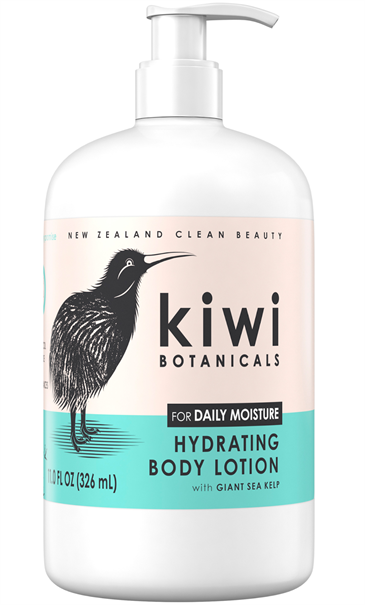 NEW ZEALAND CLEAN BEAUTY
kiwi
BOTANICALS
FOR DAILY MOISTURE
HYDRATING
BODY LOTION
with GIANT SEA KELP
11.0 FL OZ (326 mL)